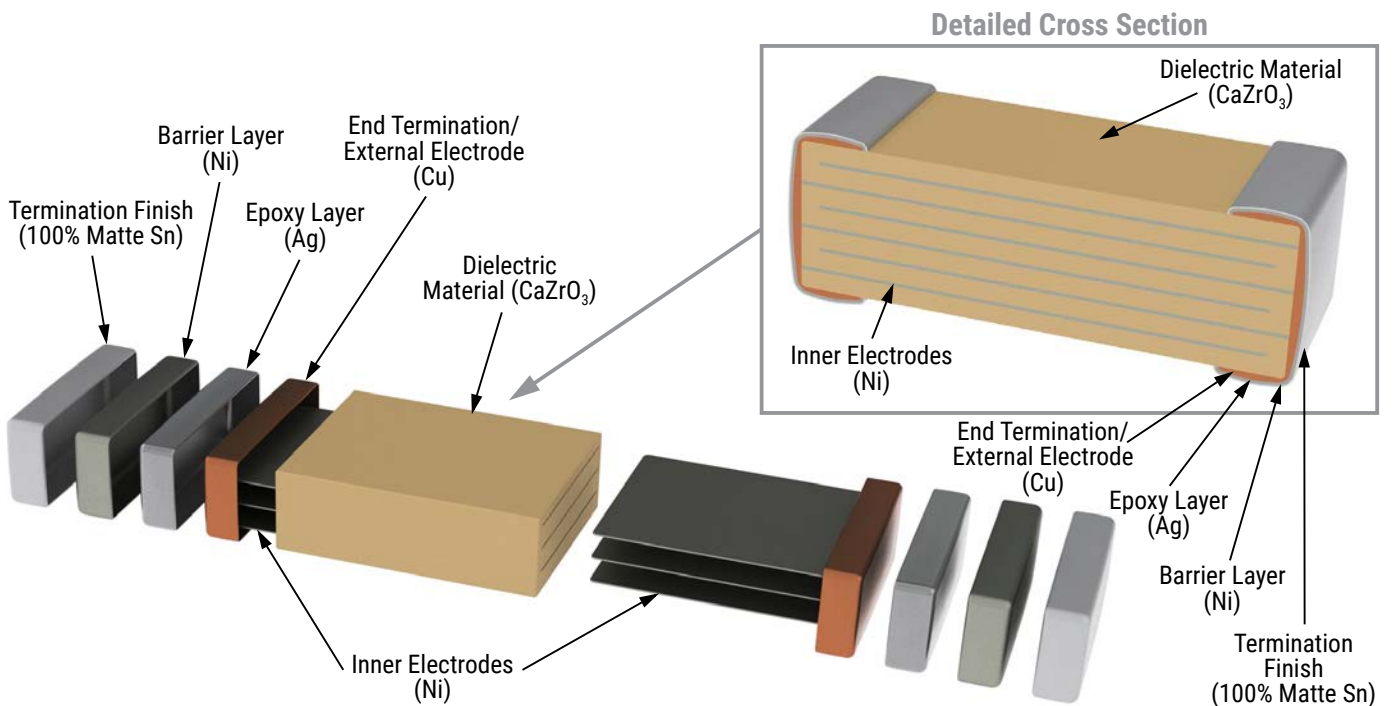 Detailed Cross Section
Dielectric Material
(CaZrO₃)
Inner Electrodes
(Ni)
End Termination/
External Electrode
(Cu)
Epoxy Layer
(Ag)
Barrier Layer
(Ni)
Termination
Finish
(100% Matte Sn)
Termination Finish
(100% Matte Sn)
Barrier Layer
(Ni)
Epoxy Layer
(Ag)
End Termination/
External Electrode
(Cu)
Dielectric
Material (CaZrO₃)
Inner Electrodes
(Ni)